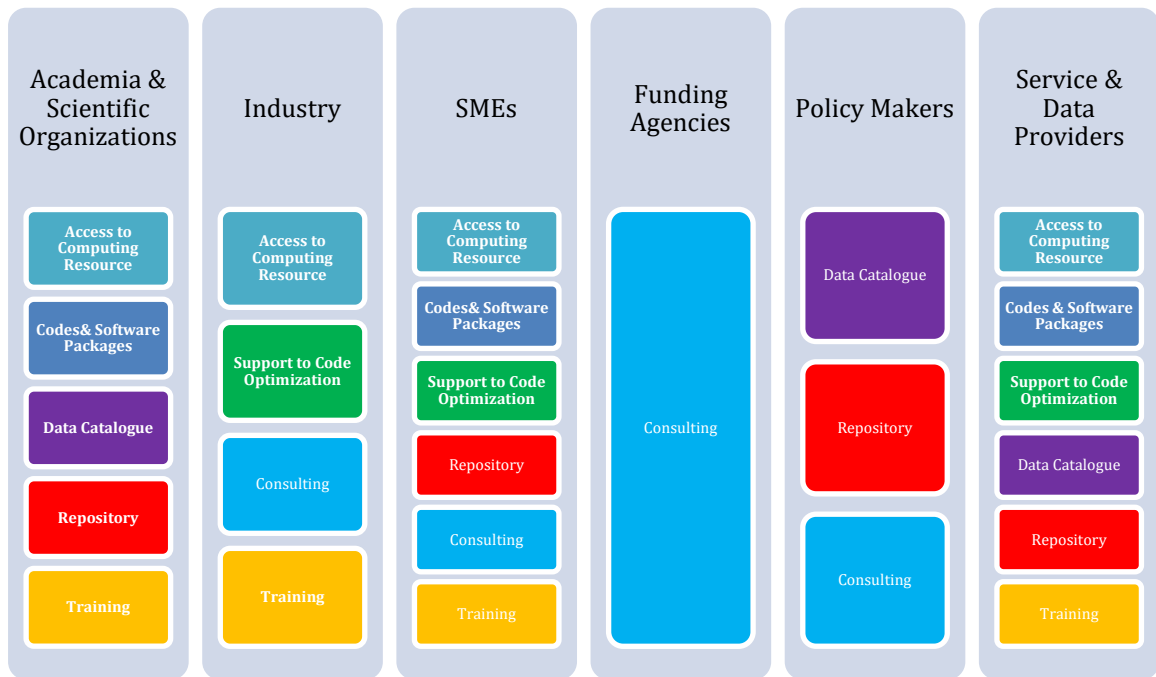 Academia &
Scientific
Organizations
Access to
Computing
Resource
Codes& Software
Packages
Data Catalogue
Repository
Training
Industry
Access to
Computing
Resource
Support to Code
Optimization
Consulting
Training
SMEs
Access to
Computing
Resource
Codes& Software
Packages
Support to Code
Optimization
Repository
Consulting
Training
Funding
Agencies
Consulting
Policy Makers
Data Catalogue
Repository
Consulting
Service &
Data
Providers
Access to
Computing
Resource
Codes & Software
Packages
Support to Code
Optimization
Data Catalogue
Repository
Training